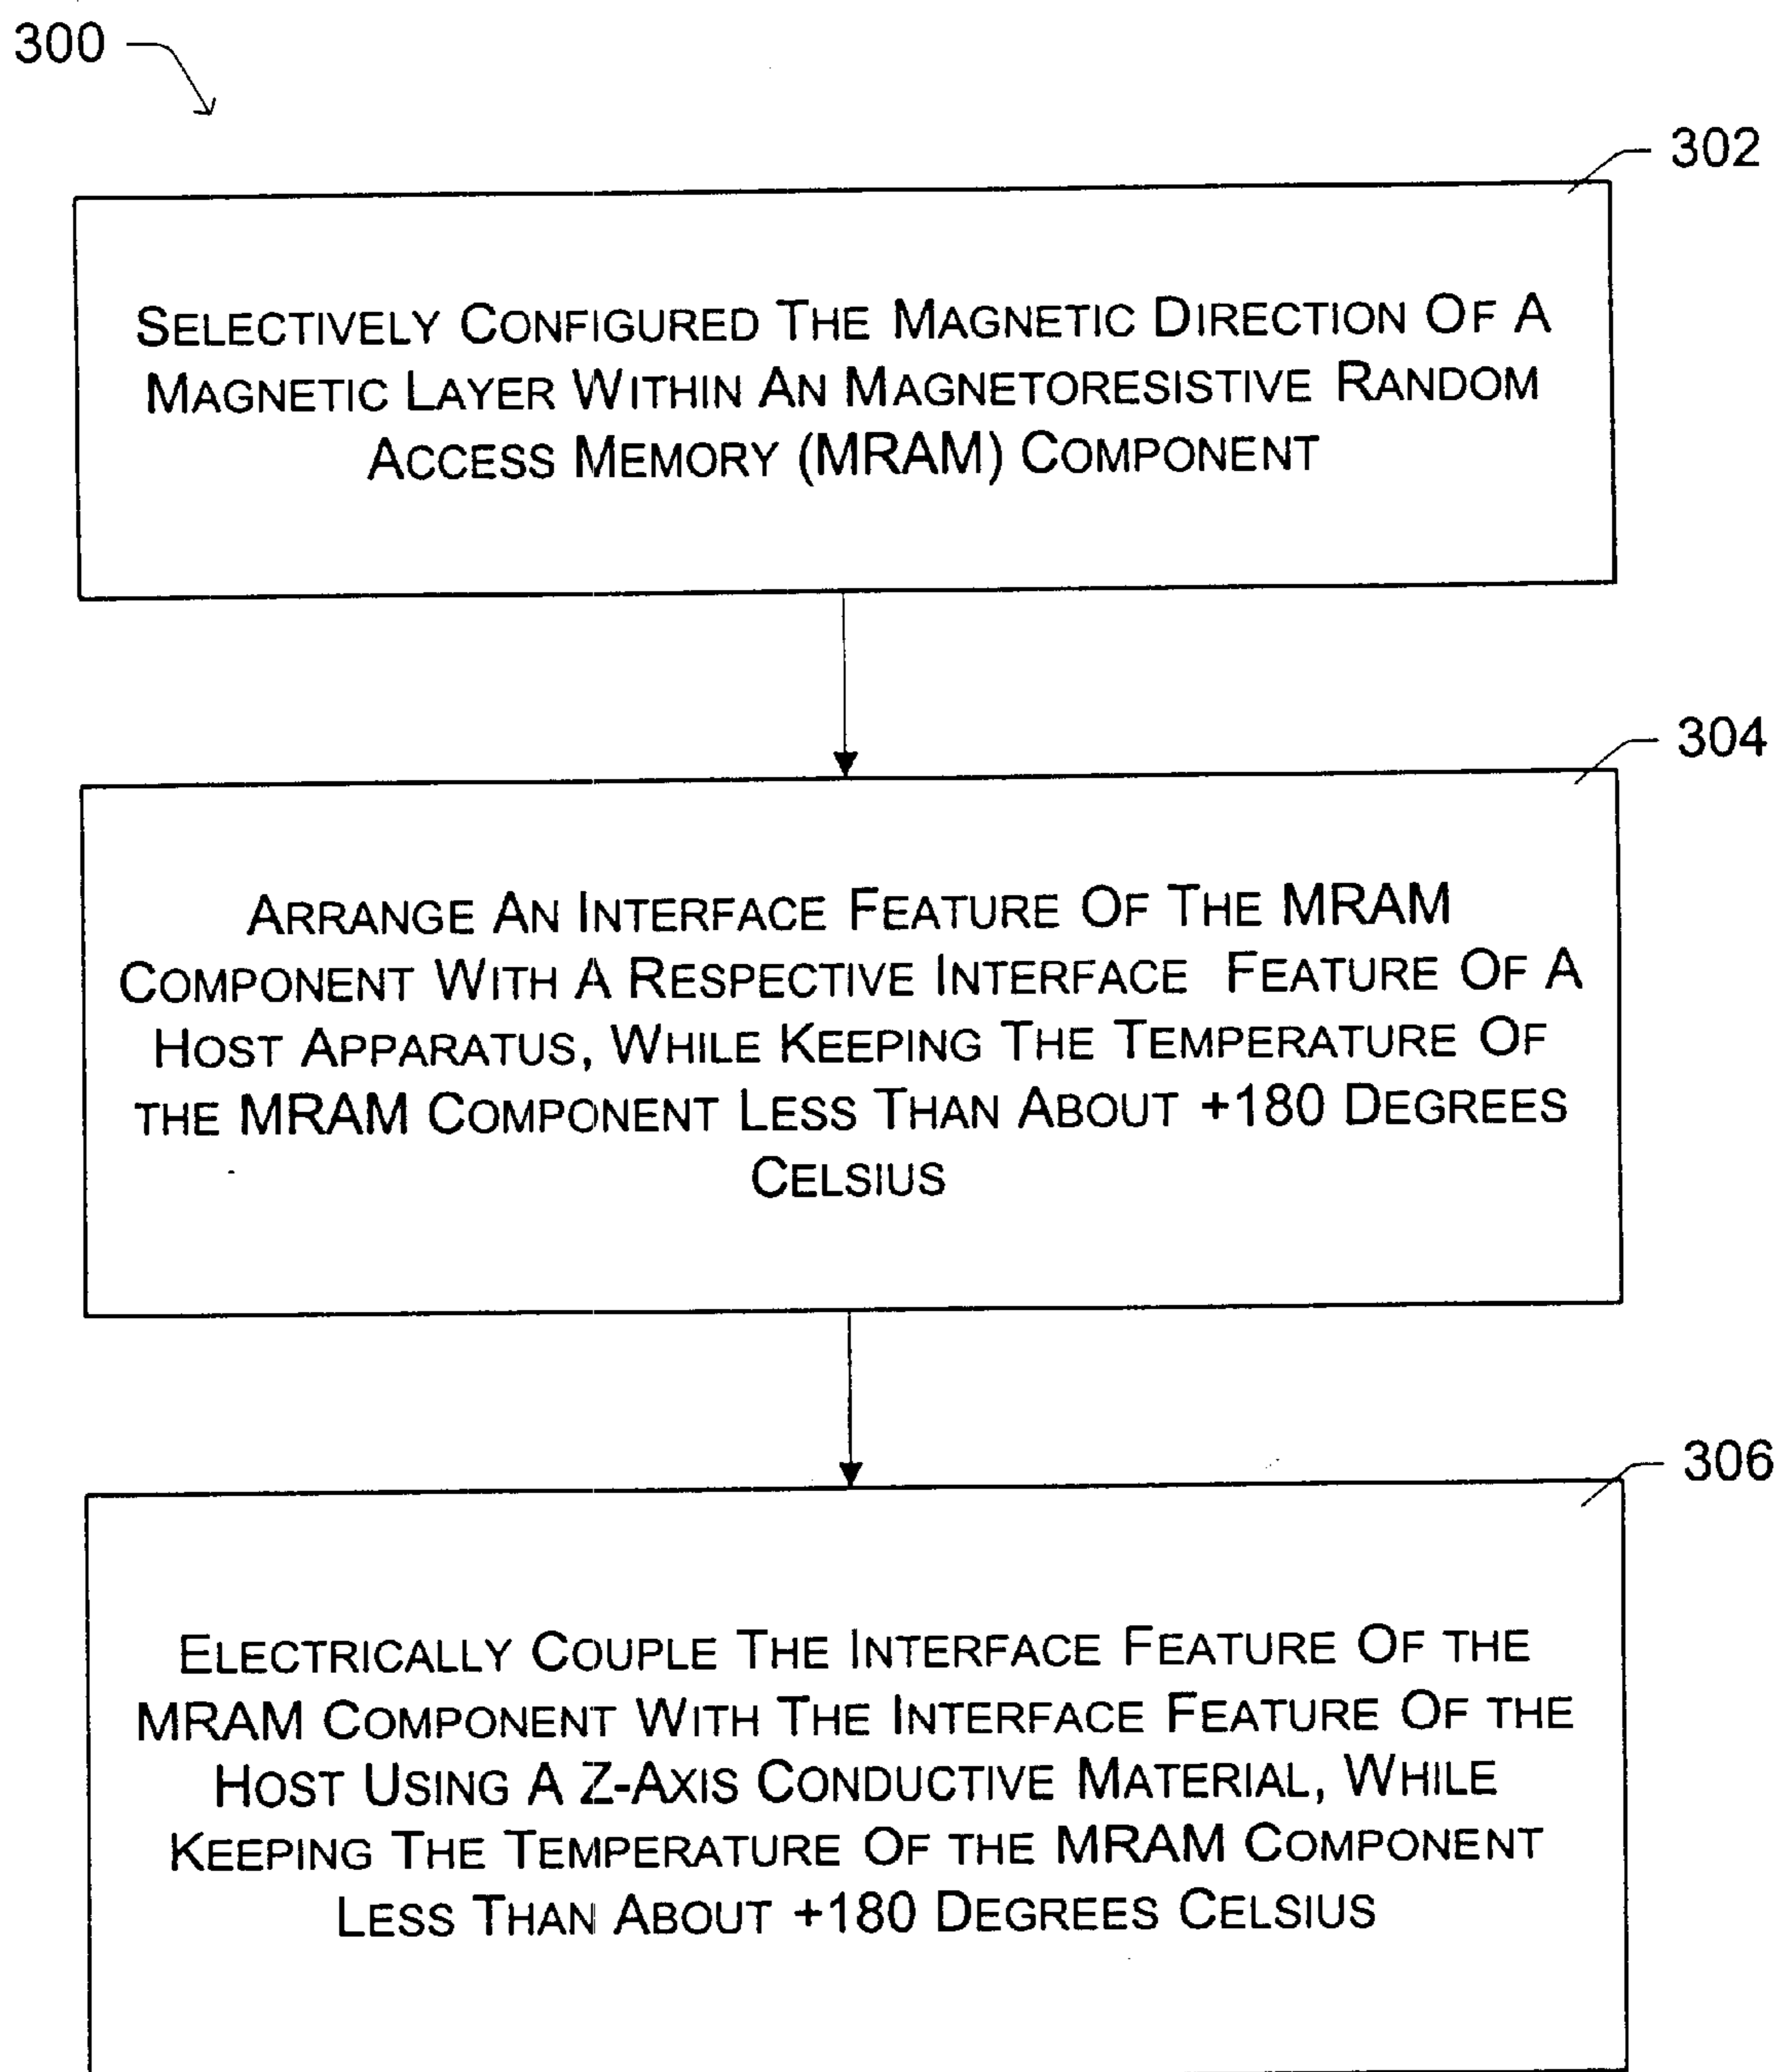 300
302
SELECTIVELY CONFIGURED THE MAGNETIC DIRECTION OF A
MAGNETIC LAYER WITHIN AN MAGNETORESISTIVE RANDOM
ACCESS MEMORY (MRAM) COMPONENT
304
ARRANGE AN INTERFACE FEATURE OF THE MRAM
COMPONENT WITH A RESPECTIVE INTERFACE FEATURE OF A
HOST APPARATUS, WHILE KEEPING THE TEMPERATURE OF
THE MRAM COMPONENT LESS THAN ABOUT +180 DEGREES
CELSIUS
306
ELECTRICALLY COUPLE THE INTERFACE FEATURE OF THE
MRAM COMPONENT WITH THE INTERFACE FEATURE OF THE
HOST USING A Z-AXIS CONDUCTIVE MATERIAL, WHILE
KEEPING THE TEMPERATURE OF THE MRAM COMPONENT
LESS THAN ABOUT +180 DEGREES CELSIUS